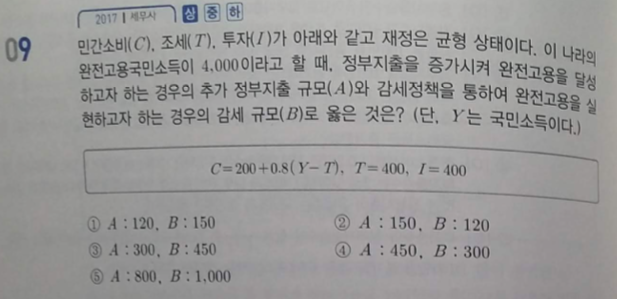 2017 | 세무사 상 중 하
09 민간소비(C), 조세(T), 투자(I)가 아래와 같고 재정은 균형 상태이다. 이 나라의
완전고용국민소득이 4,000이라고 할 때, 정부지출을 증가시켜 완전고용을 달성
하고자 하는 경우의 추가 정부지출 규모(A)와 감세정책을 통하여 완전고용을 실
현하고자 하는 경우의 감세 규모(B)로 옳은 것은? (단, Y는 국민소득이다.)
C=200+0.8(Y-T), T=400, I=400
① A : 120, B : 150
② A : 150, B : 120
③ A : 300, B : 450
④ A : 450, B : 300
⑤ A : 800, B : 1,000